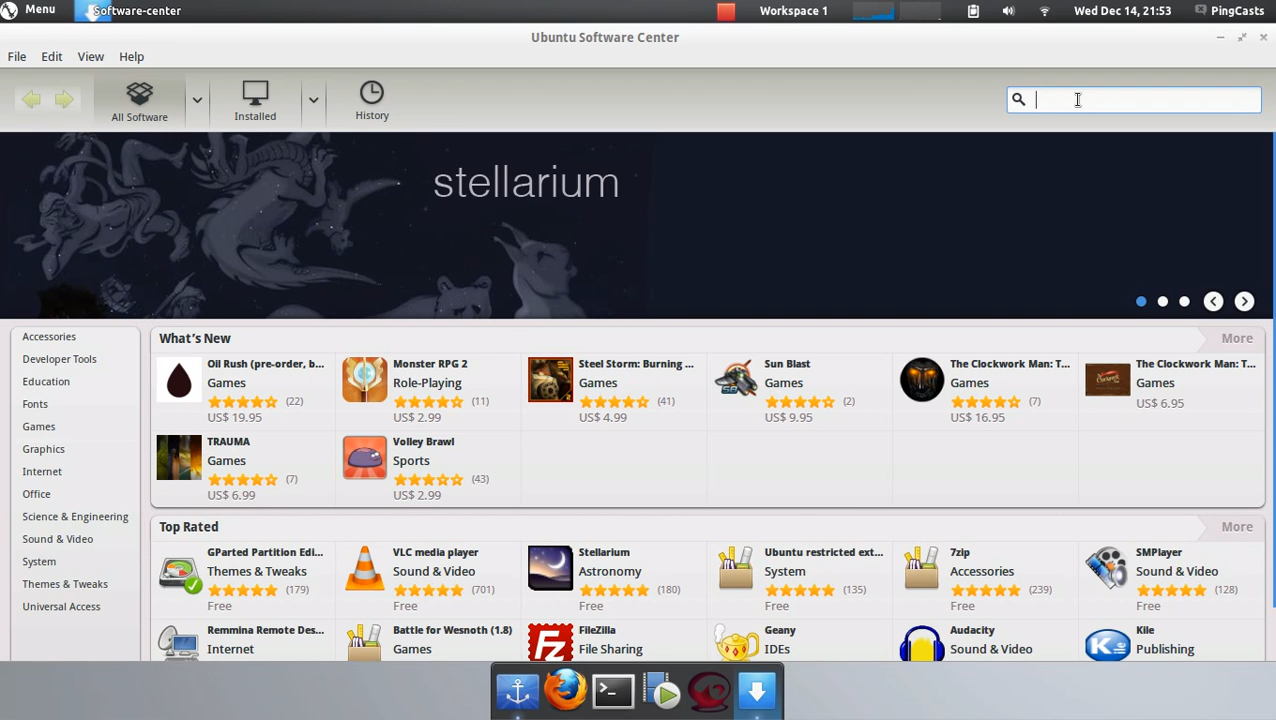 Menu Software-center Workspace 1 Wed Dec 14, 21:53 PingCasts
Ubuntu Software Center
File Edit View Help
All Software Installed History
stellarium
Accessories
Developer Tools
Education
Fonts
Games
Graphics
Internet
Office
Science & Engineering
Sound & Video
System
Themes & Tweaks
Universal Access
What's New More
Oil Rush (pre-order, b... Monster RPG 2 Steel Storm: Burning ... Sun Blast The Clockwork Man: T... The Clockwork Man: T...
Games Role-Playing Games Games Games Games
(22) (11) (41) (2) (7) US$ 6.95
US$ 19.95 US$ 2.99 US$ 4.99 US$ 9.95 US$ 16.95
TRAUMA Volley Brawl
Games Sports
(7) (43)
US$ 6.99 US$ 2.99
Top Rated More
GParted Partition Edi... VLC media player Stellarium Ubuntu restricted ext... 7zip SMPlayer
Themes & Tweaks Sound & Video Astronomy System Accessories Sound & Video
(179) (701) (180) (135) (239) (128)
Free Free Free Free Free Free
Remmina Remote Des... Battle for Wesnoth (1.8) FileZilla Geany Audacity Kile
Internet Games File Sharing IDEs Sound & Video Publishing